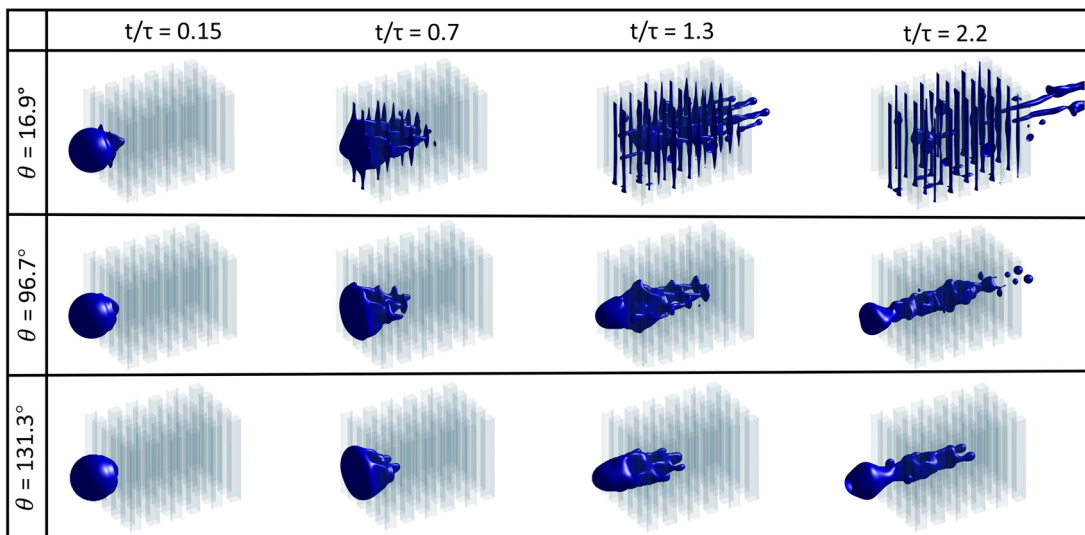 t/τ = 0.15
t/τ = 0.7
t/τ = 1.3
t/τ = 2.2
θ = 16.9°
θ = 96.7°
θ = 131.3°